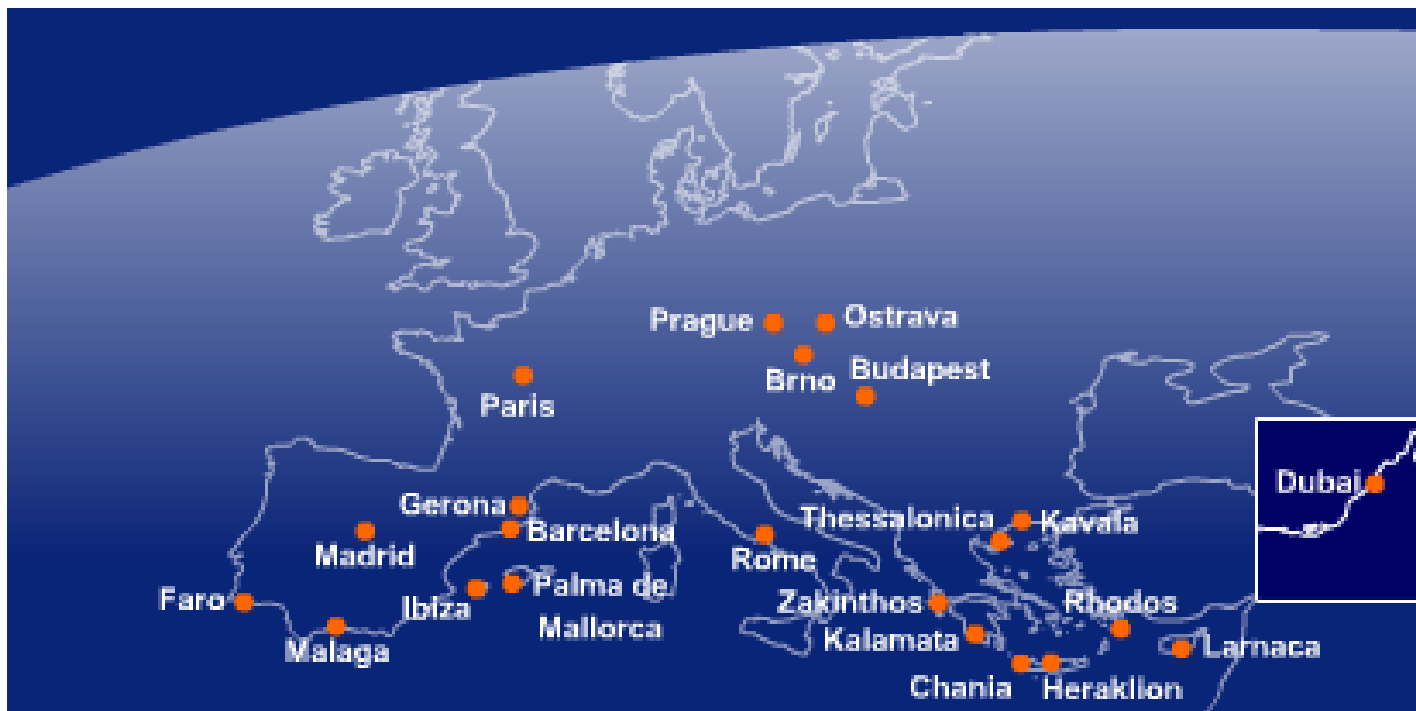 Prague
Ostrava
Brno
Budapest
Paris
Dubai
Gerona
Barcelona
Madrid
Thessalonica
Kavala
Rome
Faro
Ibiza
Palma de
Mallorca
Malaga
Zakinthos
Rhodos
Kalamata
Larnaca
Chania
Heraklion